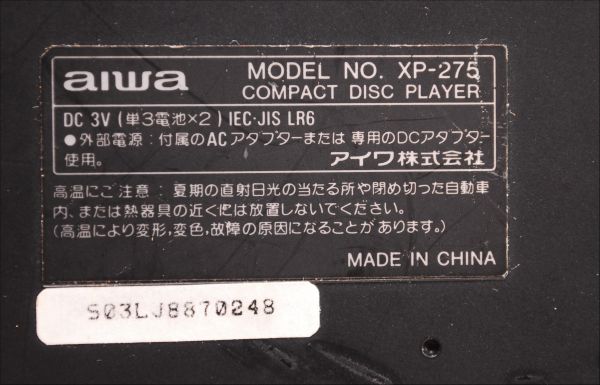 aiwa
MODEL NO. XP-275
COMPACT DISC PLAYER
DC 3V (単3電池×2) IEC·JIS LR6
●外部電源：付属のACアダプターまたは専用のDCアダプター
使用。
アイワ株式会社
高温にご注意：夏期の直射日光の当たる所や閉め切った自動車
内、または熱器具の近くには放置しないでください。
(高温により変形,変色,故障の原因になることがあります。)
MADE IN CHINA
S03LJ8870248